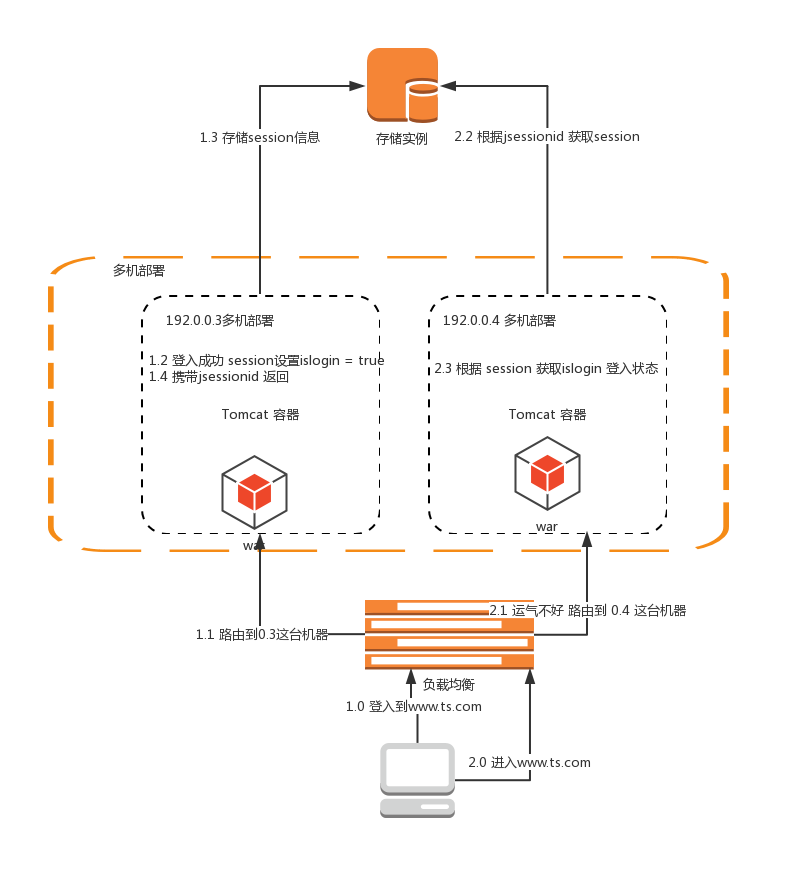 1.3 存储session信息
存储实例
2.2 根据jsessionid 获取session
多机部署
192.0.0.3多机部署
1.2 登入成功 session设置islogin = true
1.4 携带jsessionid 返回
Tomcat 容器
war
192.0.0.4 多机部署
2.3 根据 session 获取islogin 登入状态
Tomcat 容器
war
1.1 路由到0.3这台机器
2.1 运气不好 路由到 0.4 这台机器
负载均衡
1.0 登入到www.ts.com
2.0 进入www.ts.com